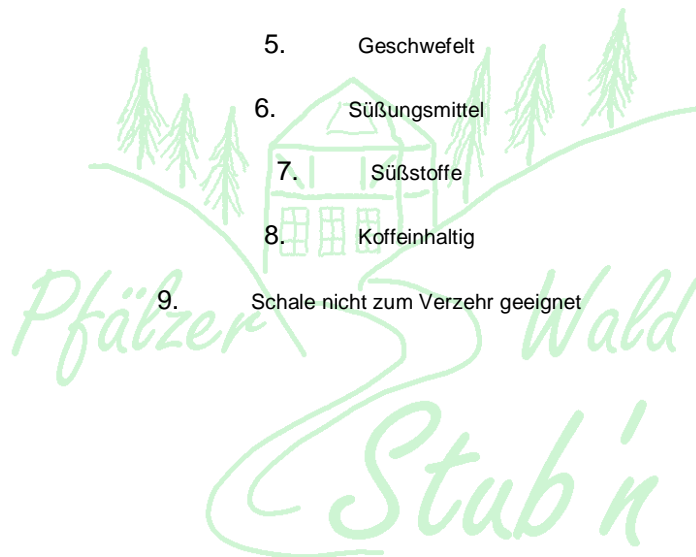 5. Geschwefelt
6. Süßungsmittel
7. Süßstoffe
8. Koffeinhaltig
9. Schale nicht zum Verzehr geeignet
Pfälzer Wald
Stub'n